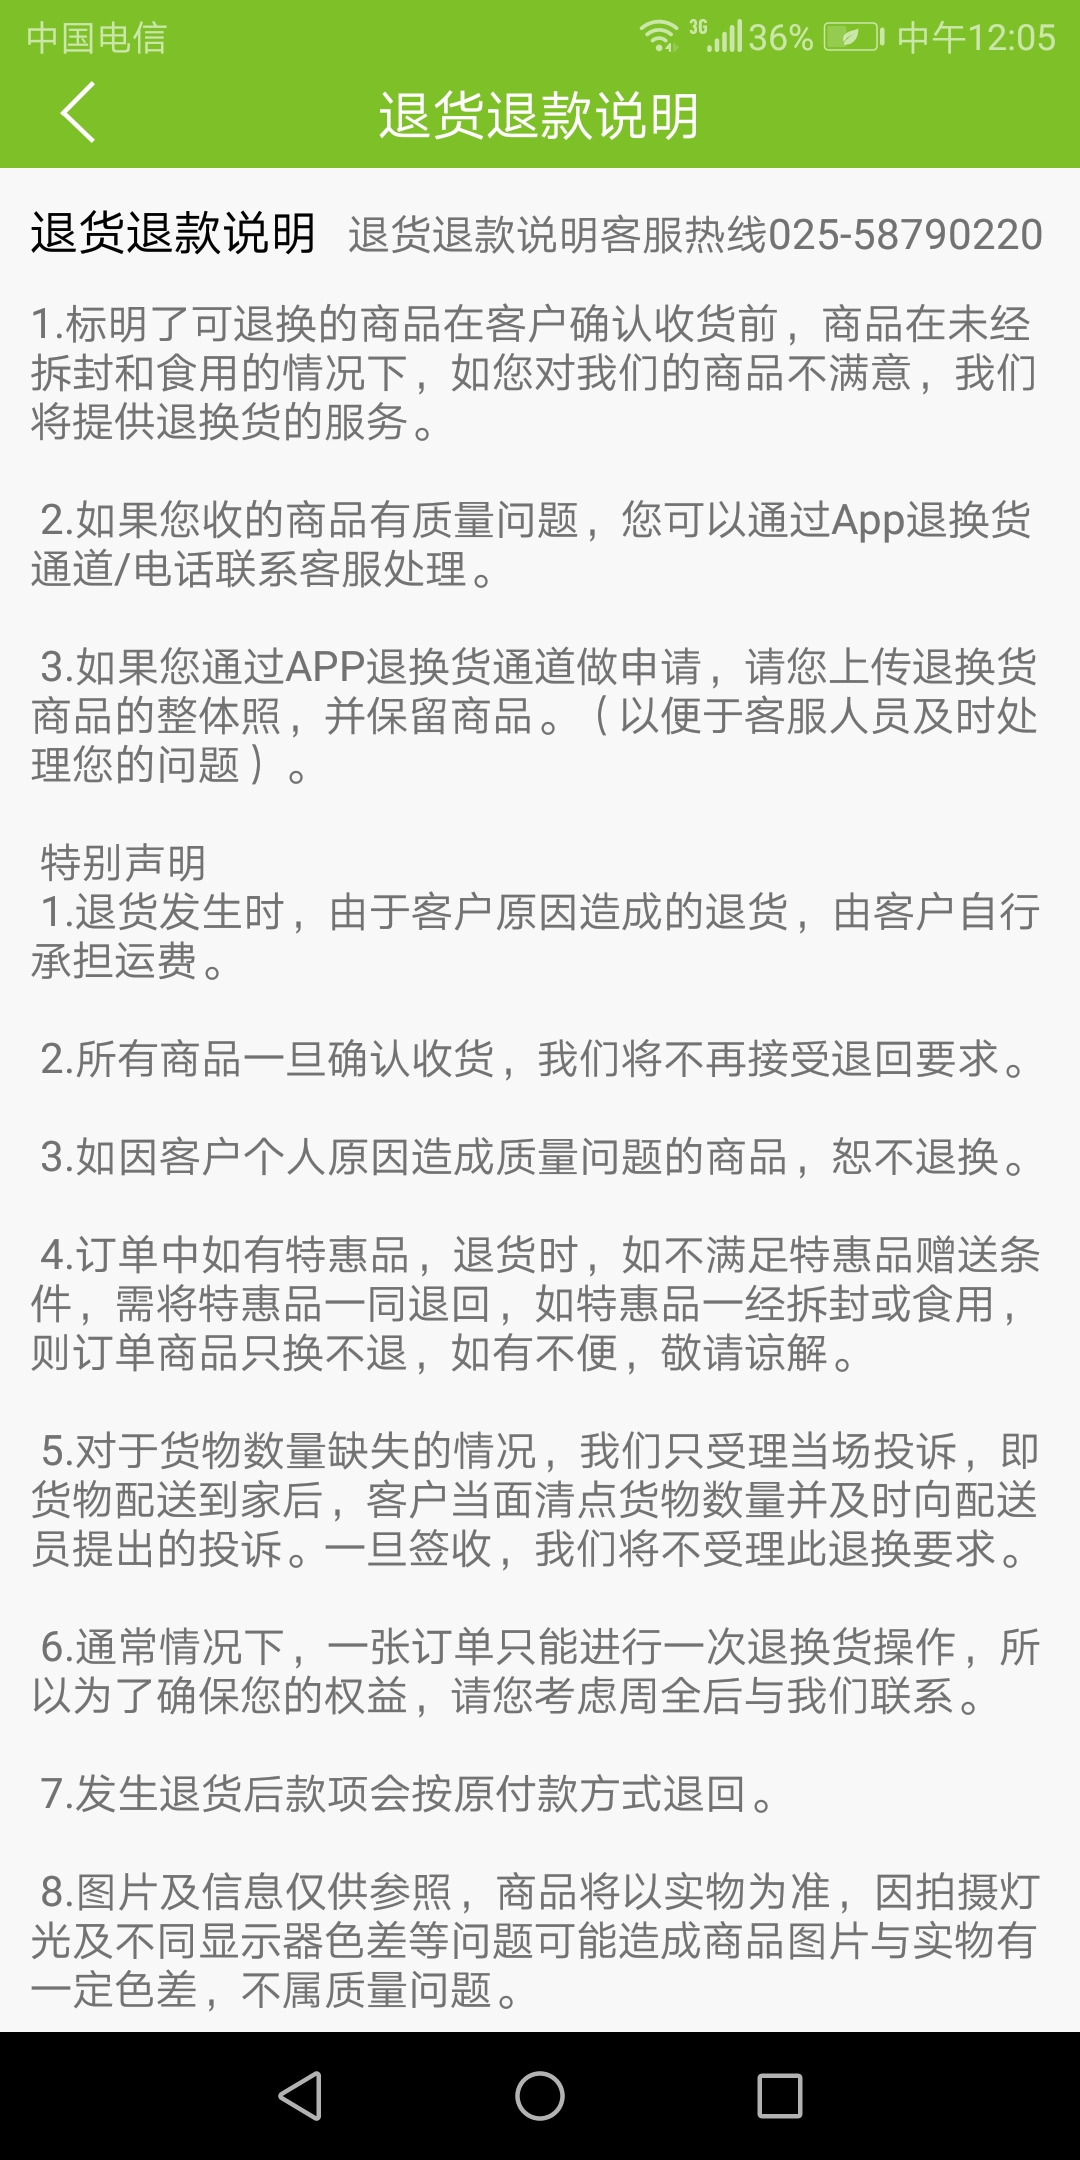 中国电信 3G 36% 中午12:05
退货退款说明
退货退款说明 退货退款说明客服热线025-58790220
1.标明了可退换的商品在客户确认收货前，商品在未经
拆封和食用的情况下，如您对我们的商品不满意，我们
将提供退换货的服务。
2.如果您收的商品有质量问题，您可以通过App退换货
通道/电话联系客服处理。
3.如果您通过APP退换货通道做申请，请您上传退换货
商品的整体照，并保留商品。（以便于客服人员及时处
理您的问题）。
特别声明
1.退货发生时，由于客户原因造成的退货，由客户自行
承担运费。
2.所有商品一旦确认收货，我们将不再接受退回要求。
3.如因客户个人原因造成质量问题的商品，恕不退换。
4.订单中如有特惠品，退货时，如不满足特惠品赠送条
件，需将特惠品一同退回，如特惠品一经拆封或食用，
则订单商品只换不退，如有不便，敬请谅解。
5.对于货物数量缺失的情况，我们只受理当场投诉，即
货物配送到家后，客户当面清点货物数量并及时向配送
员提出的投诉。一旦签收，我们将不受理此退换要求。
6.通常情况下，一张订单只能进行一次退换货操作，所
以为了确保您的权益，请您考虑周全后与我们联系。
7.发生退货后款项会按原付款方式退回。
8.图片及信息仅供参照，商品将以实物为准，因拍摄灯
光及不同显示器色差等问题可能造成商品图片与实物有
一定色差，不属质量问题。